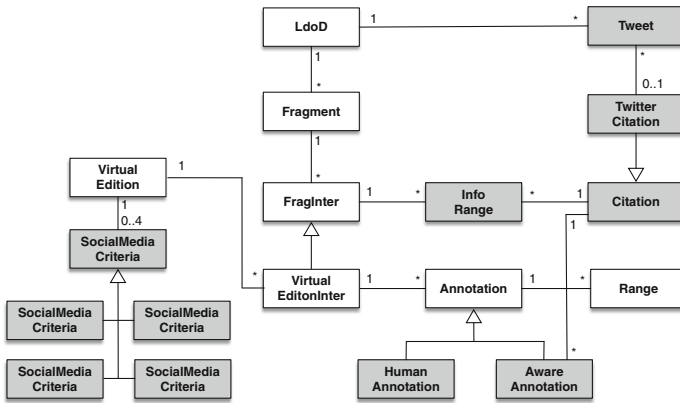 LdoD
1
*
Tweet
1
*
*
0..1
Fragment
Twitter
Citation
1
*
Virtual
Edition
1
FragInter
1
*
Info
Range
*
1
Citation
1
1
0..4
SocialMedia
Criteria
*
Virtual
EditonInter
1
*
Annotation
1
*
Range
SocialMedia
Criteria
SocialMedia
Criteria
SocialMedia
Criteria
SocialMedia
Criteria
Human
Annotation
Aware
Annotation
*